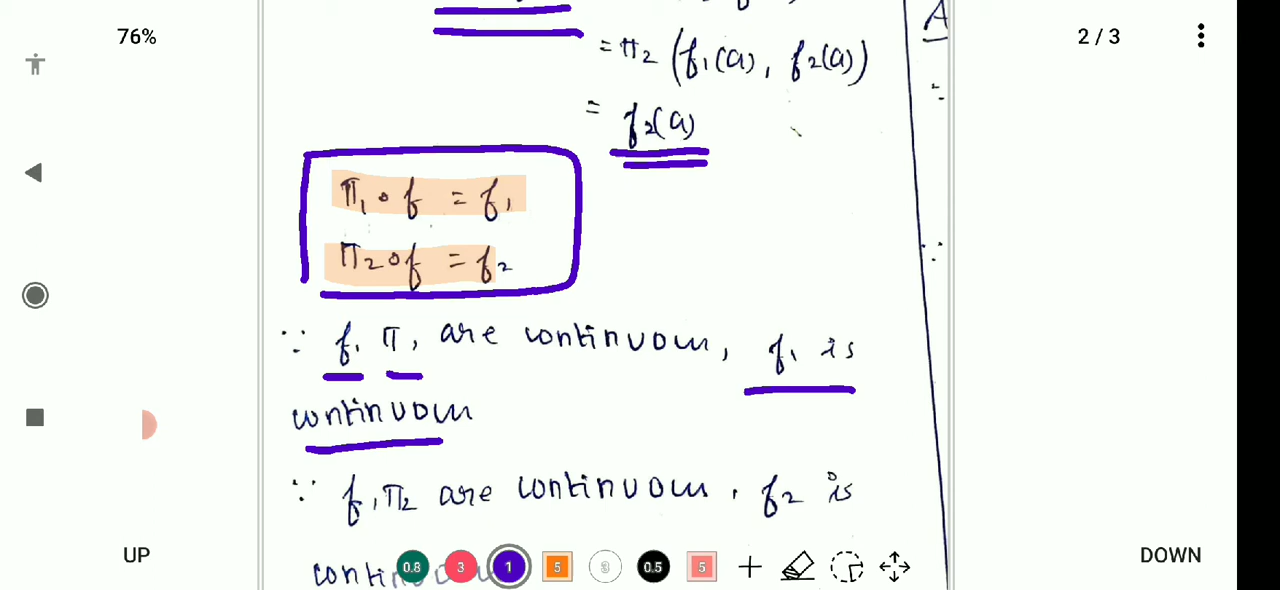 76%
2 / 3
A
= π₂ (f₁(a), f₂(a))
= f₂(a)
π₁ ∘ f = f₁
π₂ ∘ f = f₂
∵ f, π₁ are continuous, f₁ is
continuous
∵ f, π₂ are continuous, f₂ is
UP
DOWN
0.8 3 1 5 3 0.5 5